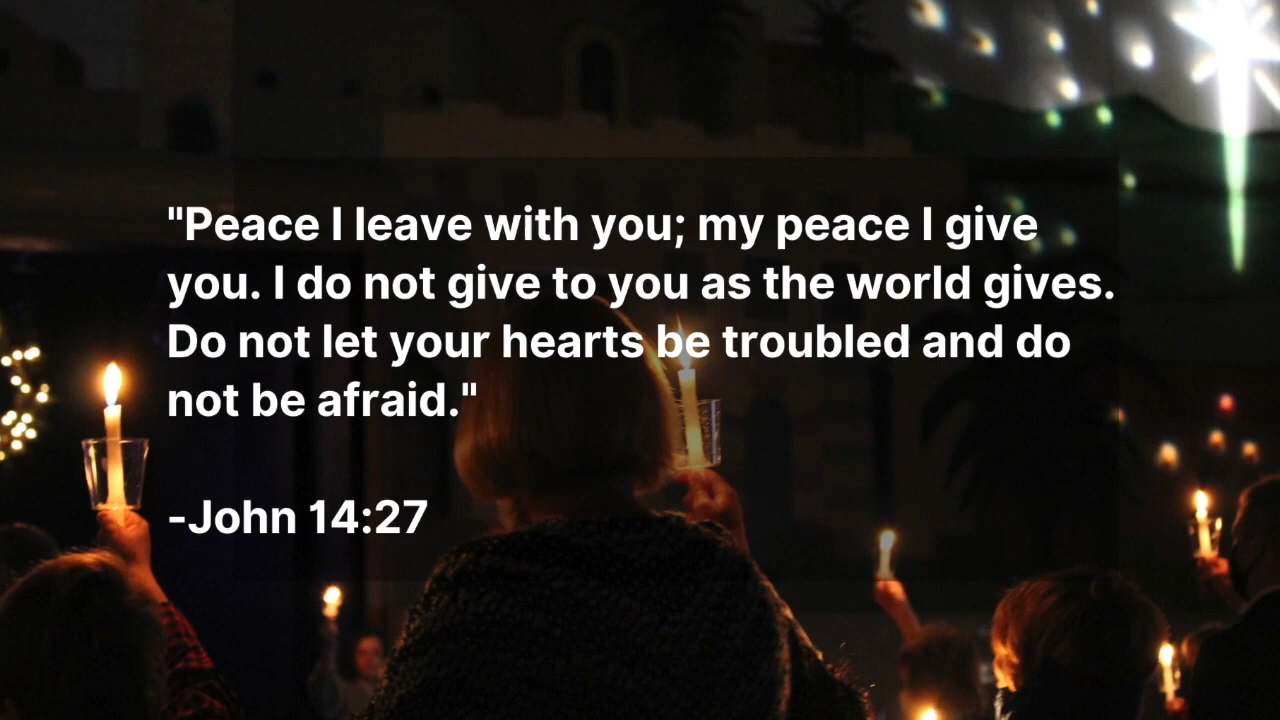 "Peace I leave with you; my peace I give
you. I do not give to you as the world gives.
Do not let your hearts be troubled and do
not be afraid."
-John 14:27